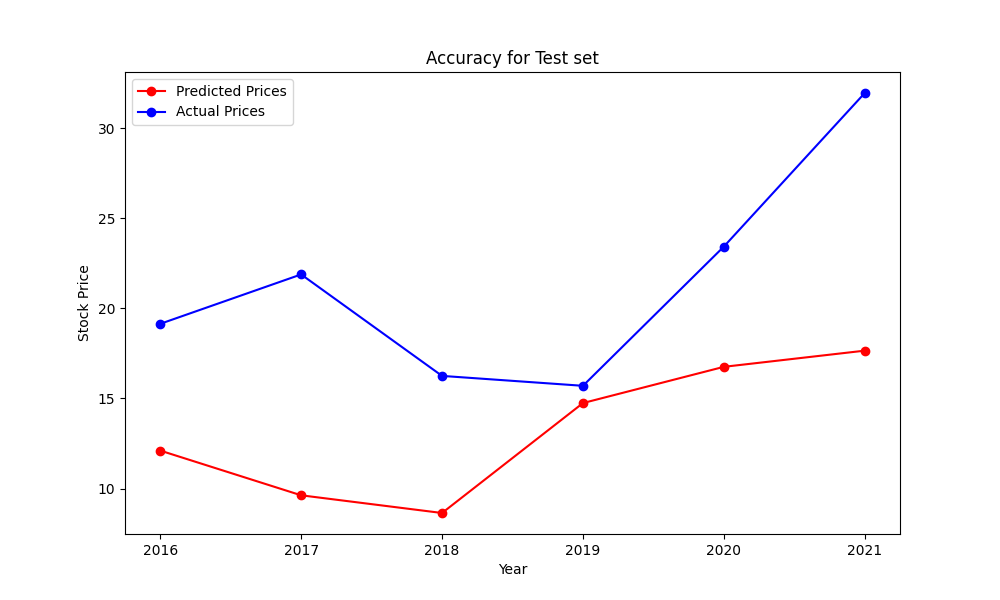 Accuracy for Test set
Predicted Prices
Actual Prices
30
25
20
15
10
Stock Price
2016 2017 2018 2019 2020 2021
Year